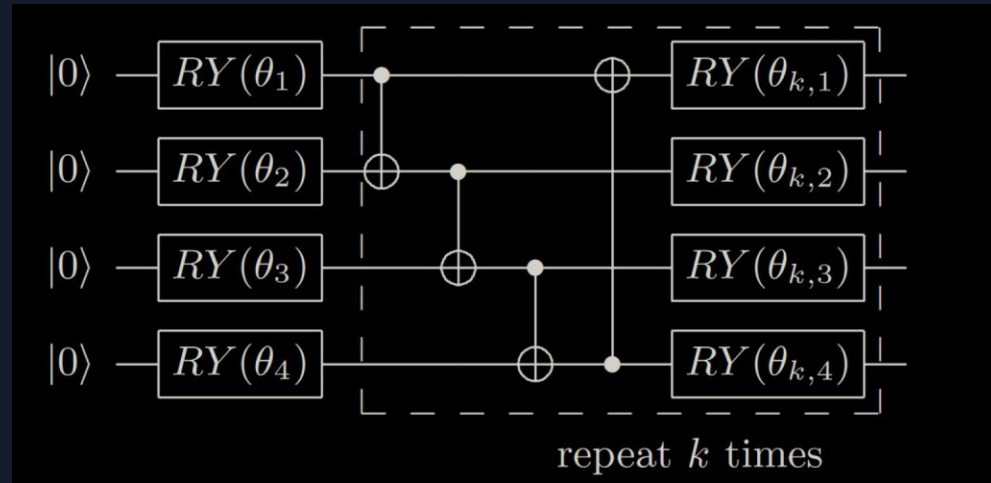 |0⟩ RY(θ₁) RY(θₖ,₁)
|0⟩ RY(θ₂) RY(θₖ,₂)
|0⟩ RY(θ₃) RY(θₖ,₃)
|0⟩ RY(θ₄) RY(θₖ,₄)
repeat k times